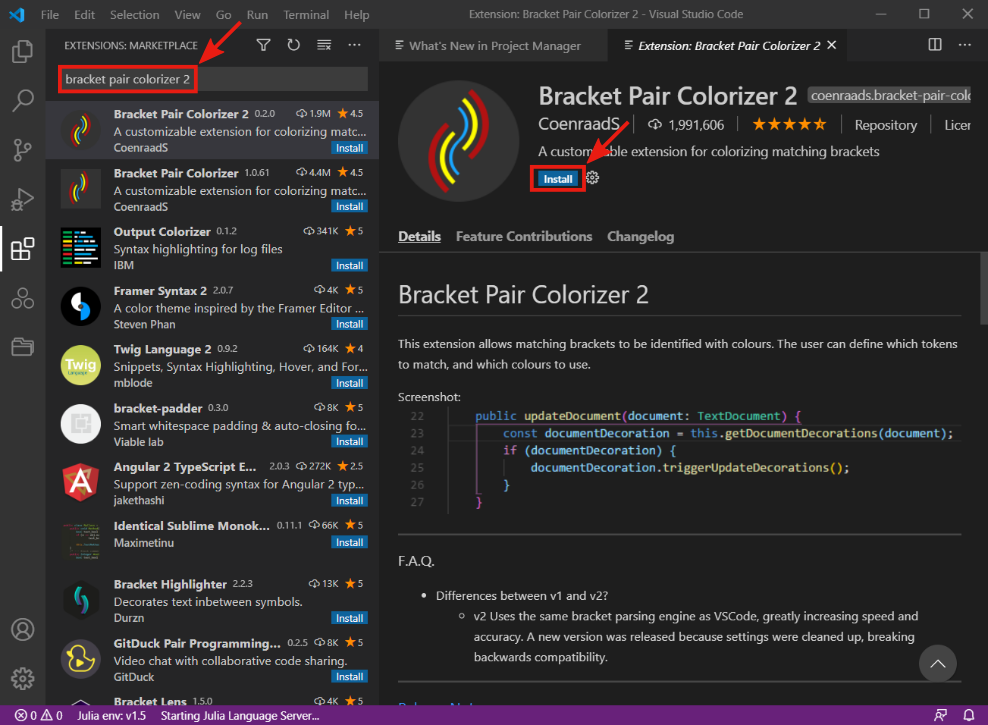 File Edit Selection View Go Run Terminal Help Extension: Bracket Pair Colorizer 2 - Visual Studio Code
EXTENSIONS: MARKETPLACE
bracket pair colorizer 2
Bracket Pair Colorizer 2 0.2.0 1.9M 4.5
A customizable extension for colorizing matc...
CoenraadS Install
Bracket Pair Colorizer 1.0.61 4.4M 4.5
A customizable extension for colorizing matc...
CoenraadS Install
Output Colorizer 0.1.2 341K 5
Syntax highlighting for log files
IBM Install
Framer Syntax 2 2.0.7 4K 5
A color theme inspired by the Framer Editor ...
Steven Phan Install
Twig Language 2 0.9.2 164K 4
Snippets, Syntax Highlighting, Hover, and For...
mblode Install
Twig
Language
bracket-padder 0.3.0 8K 5
Smart whitespace padding & auto-closing fo...
Viable lab Install
Angular 2 TypeScript E... 2.0.3 272K 2.5
Support zen-coding syntax for Angular 2 typ...
jakethashi Install
Identical Sublime Monok... 0.11.1 66K 5
Maximetinu Install
Bracket Highlighter 2.2.3 13K 5
Decorates text inbetween symbols.
Durzn Install
GitDuck Pair Programming... 0.2.5 8K 5
Video chat with collaborative code sharing.
GitDuck Install
Bracket Lens 1.5.0 4K 5
What's New in Project Manager Extension: Bracket Pair Colorizer 2
Bracket Pair Colorizer 2 coenraads.bracket-pair-colo
CoenraadS 1,991,606 Repository Licen
A customizable extension for colorizing matching brackets
Install
Details Feature Contributions Changelog
Bracket Pair Colorizer 2
This extension allows matching brackets to be identified with colours. The user can define which tokens
to match, and which colours to use.
Screenshot:
22 public updateDocument(document: TextDocument) {
23 const documentDecoration = this.getDocumentDecorations(document);
24 if (documentDecoration) {
25 documentDecoration.triggerUpdateDecorations();
26 }
27 }
F.A.Q.
Differences between v1 and v2?
v2 Uses the same bracket parsing engine as VSCode, greatly increasing speed and
accuracy. A new version was released because settings were cleaned up, breaking
backwards compatibility.
0 0 Julia env: v1.5 Starting Julia Language Server...